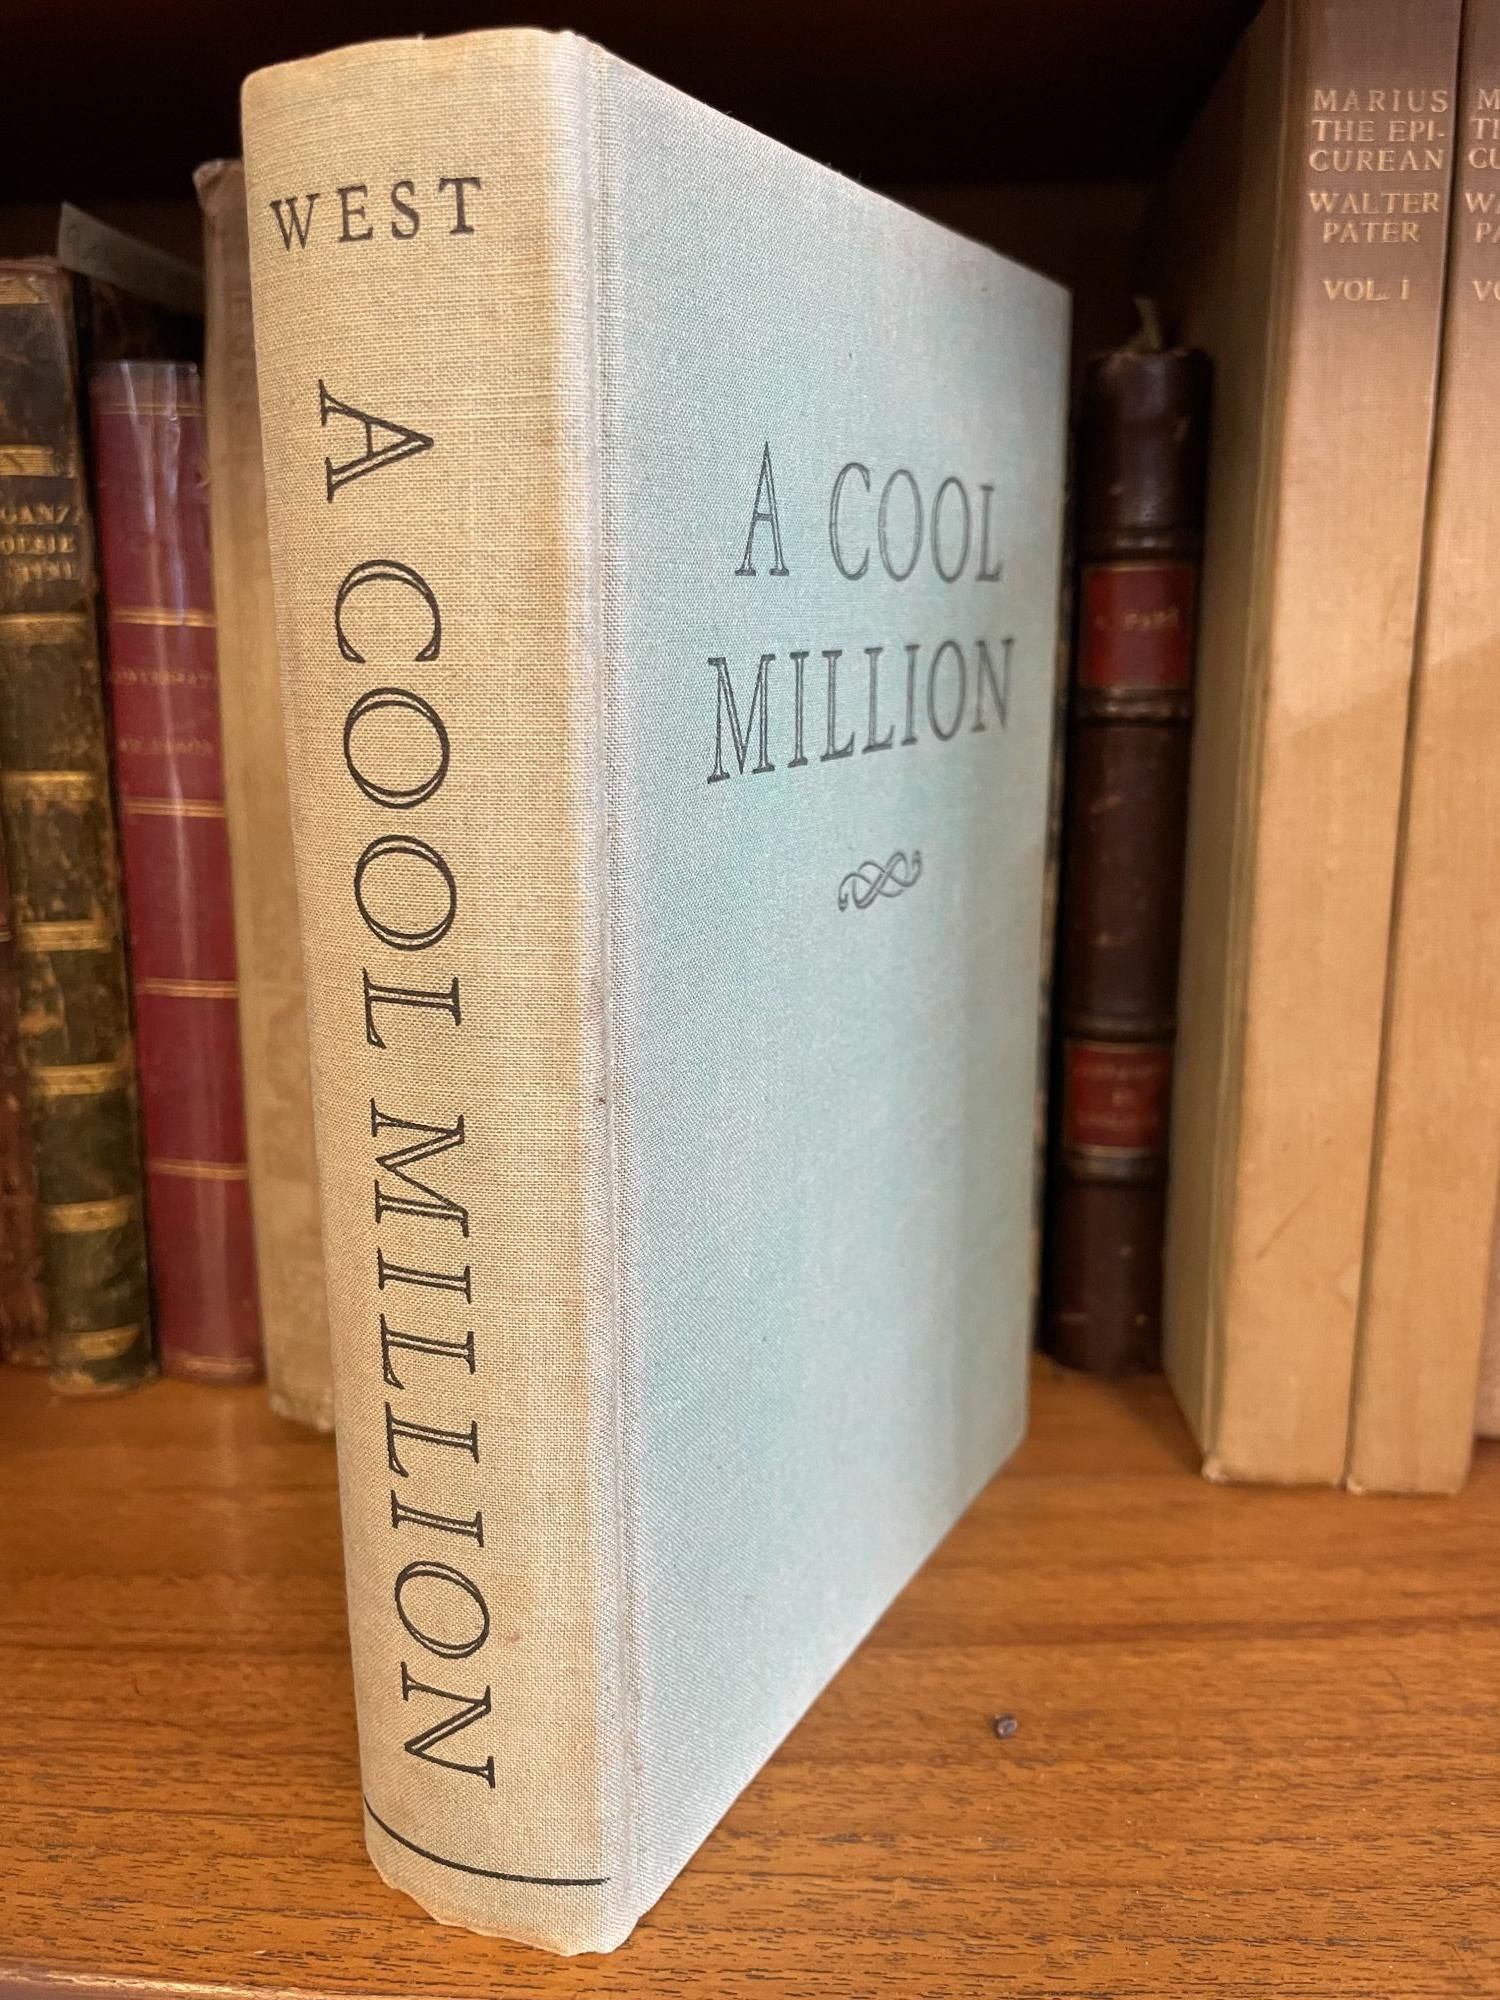 WEST
A COOL MILLION
A COOL
MILLION
MARIUS
THE EPI-
CUREAN
WALTER
PATER
VOL. I